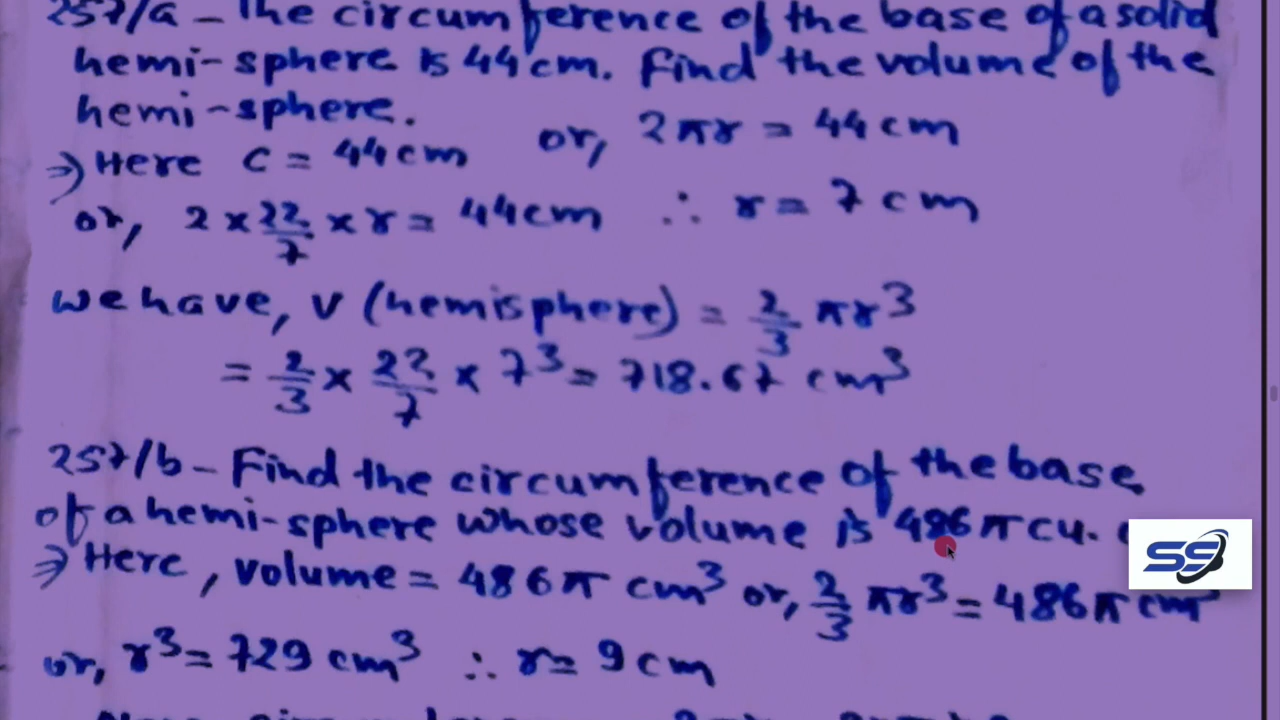 257/a - The circumference of the base of a solid
hemi-sphere is 44 cm. Find the volume of the
hemi-sphere.
⇒ Here C = 44 cm or, 2πr = 44 cm
or, 2 × 22/7 × r = 44 cm ∴ r = 7 cm
we have, V (hemisphere) = 2/3 πr³
= 2/3 × 22/7 × 7³ = 718.67 cm³
257/b - Find the circumference of the base
of a hemi-sphere whose volume is 486π cu.
⇒ Here, volume = 486π cm³ or, 2/3 πr³ = 486π cm³
or, r³ = 729 cm³ ∴ r = 9 cm
SS